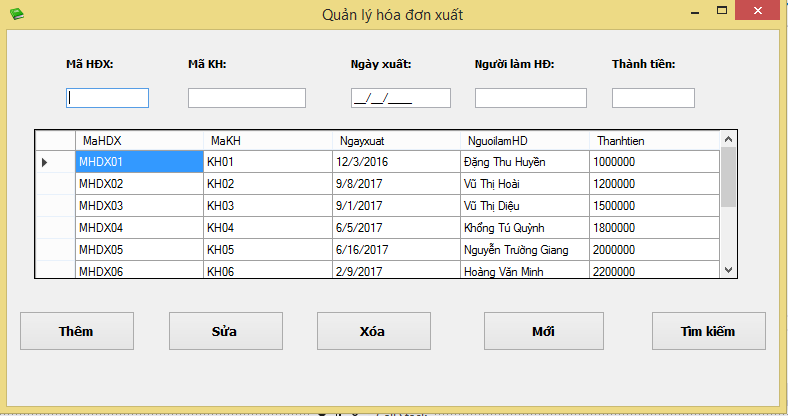 Quản lý hóa đơn xuất
Mã HĐX: Mã KH: Ngày xuất: Người làm HĐ: Thành tiền:
__/__/____
MaHDX MaKH Ngayxuat NguoilamHD Thanhtien
MHDX01 KH01 12/3/2016 Đặng Thu Huyền 1000000
MHDX02 KH02 9/8/2017 Vũ Thị Hoài 1200000
MHDX03 KH03 9/1/2017 Vũ Thị Diệu 1500000
MHDX04 KH04 6/5/2017 Khổng Tú Quỳnh 1800000
MHDX05 KH05 6/16/2017 Nguyễn Trường Giang 2000000
MHDX06 KH06 2/9/2017 Hoàng Văn Minh 2200000
Thêm Sửa Xóa Mới Tìm kiếm